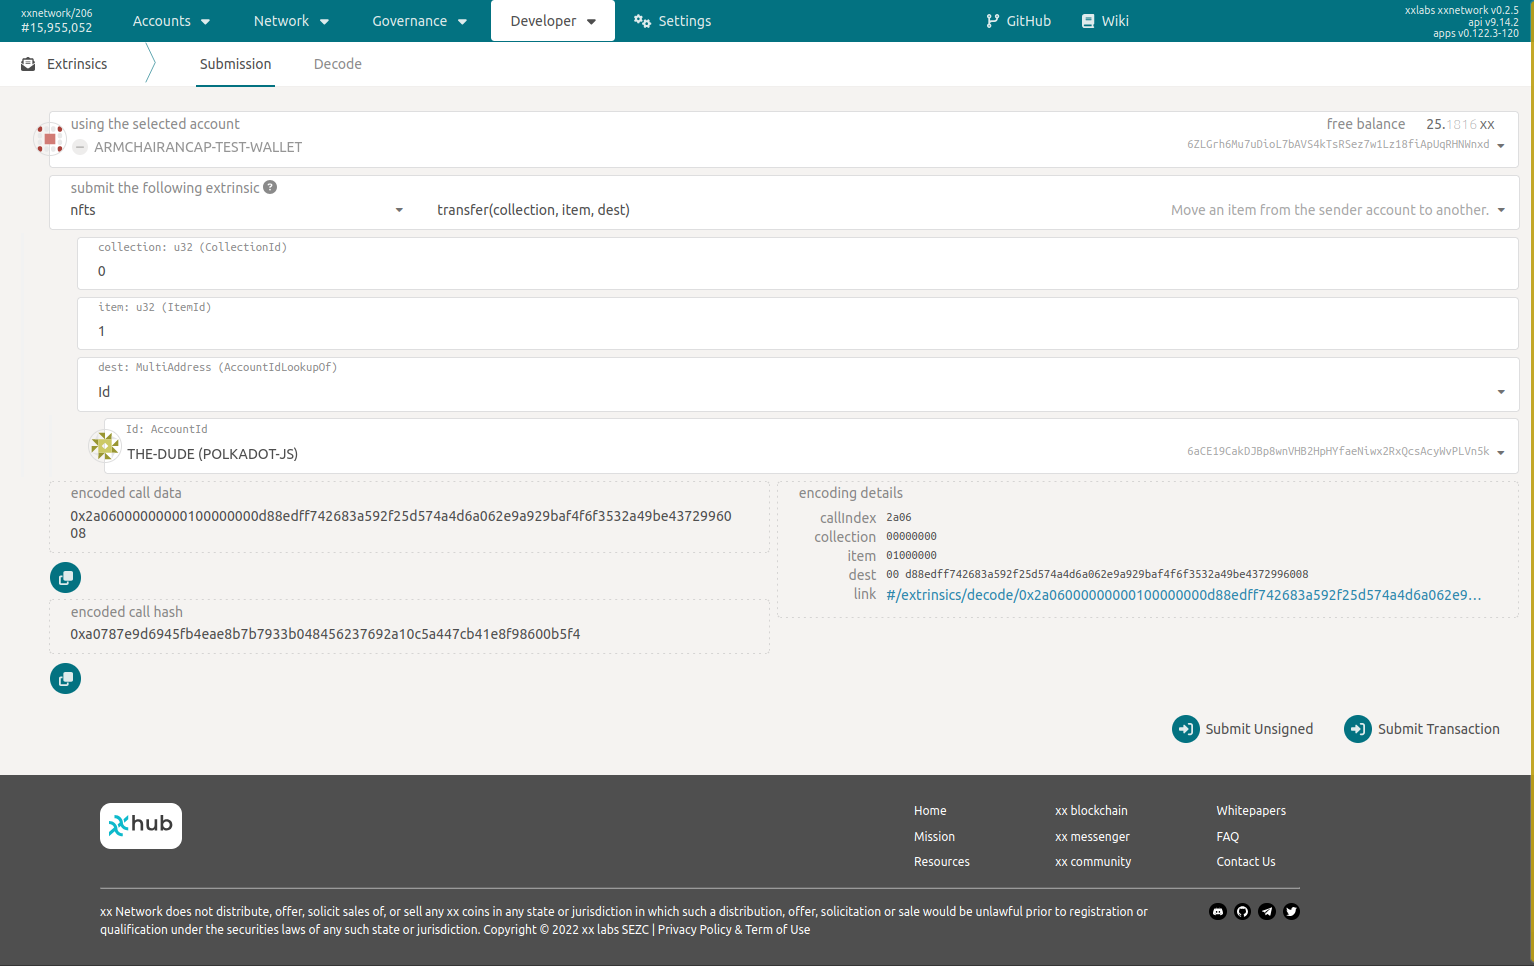 xxnetwork/206
#15,955,052
Accounts
Network
Governance
Developer
Settings
GitHub
Wiki
xxlabs xxnetwork v0.2.5
api v9.14.2
apps v0.122.3-120
Extrinsics
Submission
Decode
using the selected account
free balance 25.1816 xx
ARMCHAIRANCAP-TEST-WALLET
6ZLGrh6Mu7uDioL7bAVS4kTsRSez7w1Lz18fiApUqRHNWnxd
submit the following extrinsic ?
nfts
transfer(collection, item, dest)
Move an item from the sender account to another.
collection: u32 (CollectionId)
0
item: u32 (ItemId)
1
dest: MultiAddress (AccountIdLookupOf)
Id
Id: AccountId
THE-DUDE (POLKADOT-JS)
6aCE19CakDJBp8wnVHB2HpHYfaeNiwx2RxQcsAcyWvPLVn5k
encoded call data
0x2a06000000000100000000d88edff742683a592f25d574a4d6a062e9a929baf4f6f3532a49be43729960
08
encoding details
callIndex 2a06
collection 00000000
item 01000000
dest 00 d88edff742683a592f25d574a4d6a062e9a929baf4f6f3532a49be4372996008
link #/extrinsics/decode/0x2a06000000000100000000d88edff742683a592f25d574a4d6a062e9...
encoded call hash
0xa0787e9d6945fb4eae8b7b7933b048456237692a10c5a447cb41e8f98600b5f4
Submit Unsigned
Submit Transaction
hub
Home
Mission
Resources
xx blockchain
xx messenger
xx community
Whitepapers
FAQ
Contact Us
xx Network does not distribute, offer, solicit sales of, or sell any xx coins in any state or jurisdiction in which such a distribution, offer, solicitation or sale would be unlawful prior to registration or
qualification under the securities laws of any such state or jurisdiction. Copyright © 2022 xx labs SEZC | Privacy Policy & Term of Use